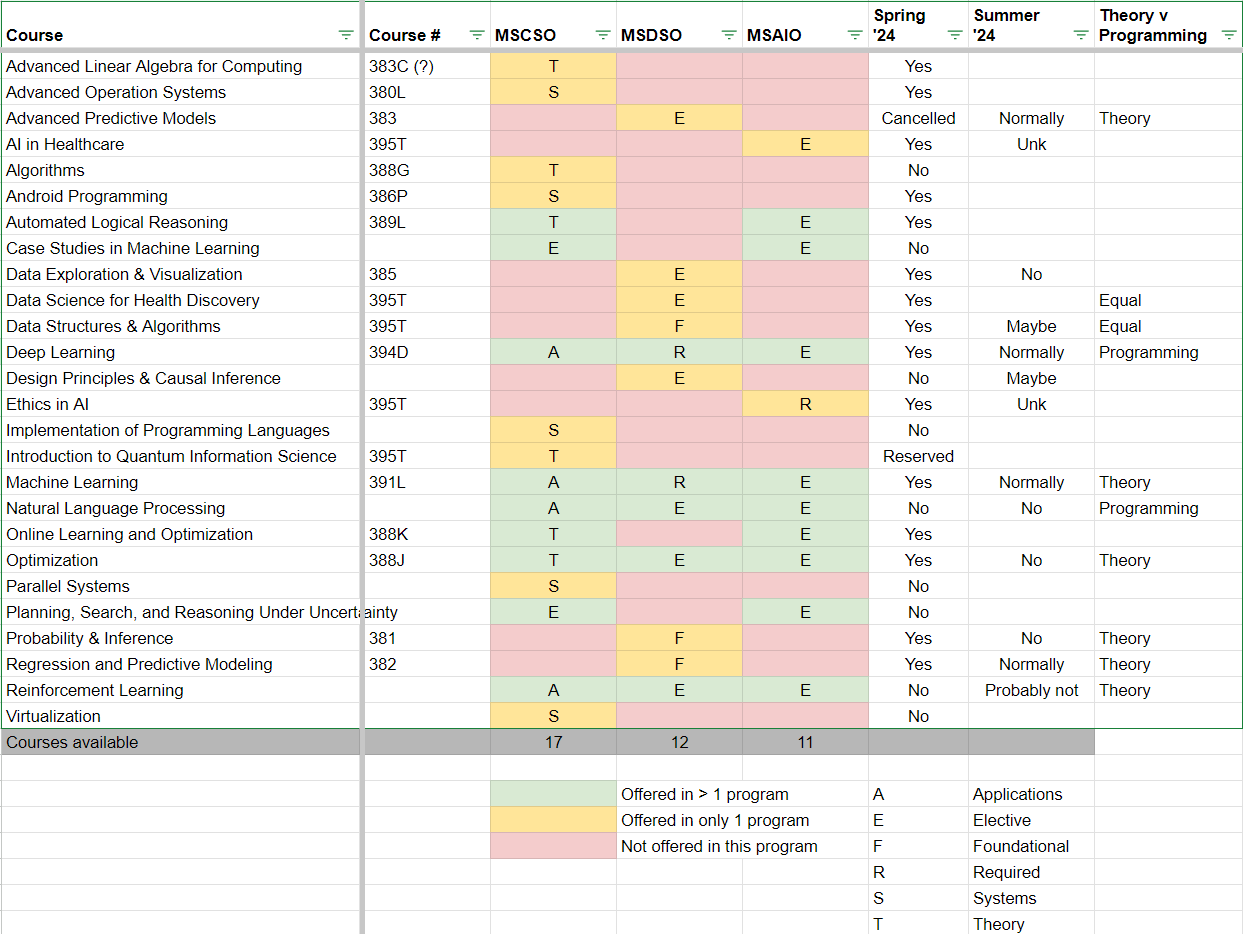 Course Course # MSCSO MSDSO MSAIO Spring '24 Summer '24 Theory v Programming
Advanced Linear Algebra for Computing 383C (?) T Yes
Advanced Operation Systems 380L S Yes
Advanced Predictive Models 383 E Cancelled Normally Theory
AI in Healthcare 395T E Yes Unk
Algorithms 388G T No
Android Programming 386P S Yes
Automated Logical Reasoning 389L T E Yes
Case Studies in Machine Learning E E No
Data Exploration & Visualization 385 E Yes No
Data Science for Health Discovery 395T E Yes Equal
Data Structures & Algorithms 395T F Yes Maybe Equal
Deep Learning 394D A R E Yes Normally Programming
Design Principles & Causal Inference E No Maybe
Ethics in AI 395T R Yes Unk
Implementation of Programming Languages S No
Introduction to Quantum Information Science 395T T Reserved
Machine Learning 391L A R E Yes Normally Theory
Natural Language Processing A E E No No Programming
Online Learning and Optimization 388K T E Yes
Optimization 388J T E E Yes No Theory
Parallel Systems S No
Planning, Search, and Reasoning Under Uncertainty E E No
Probability & Inference 381 F Yes No Theory
Regression and Predictive Modeling 382 F Yes Normally Theory
Reinforcement Learning A E E No Probably not Theory
Virtualization S No
Courses available 17 12 11
Offered in > 1 program A Applications
Offered in only 1 program E Elective
Not offered in this program F Foundational
R Required
S Systems
T Theory